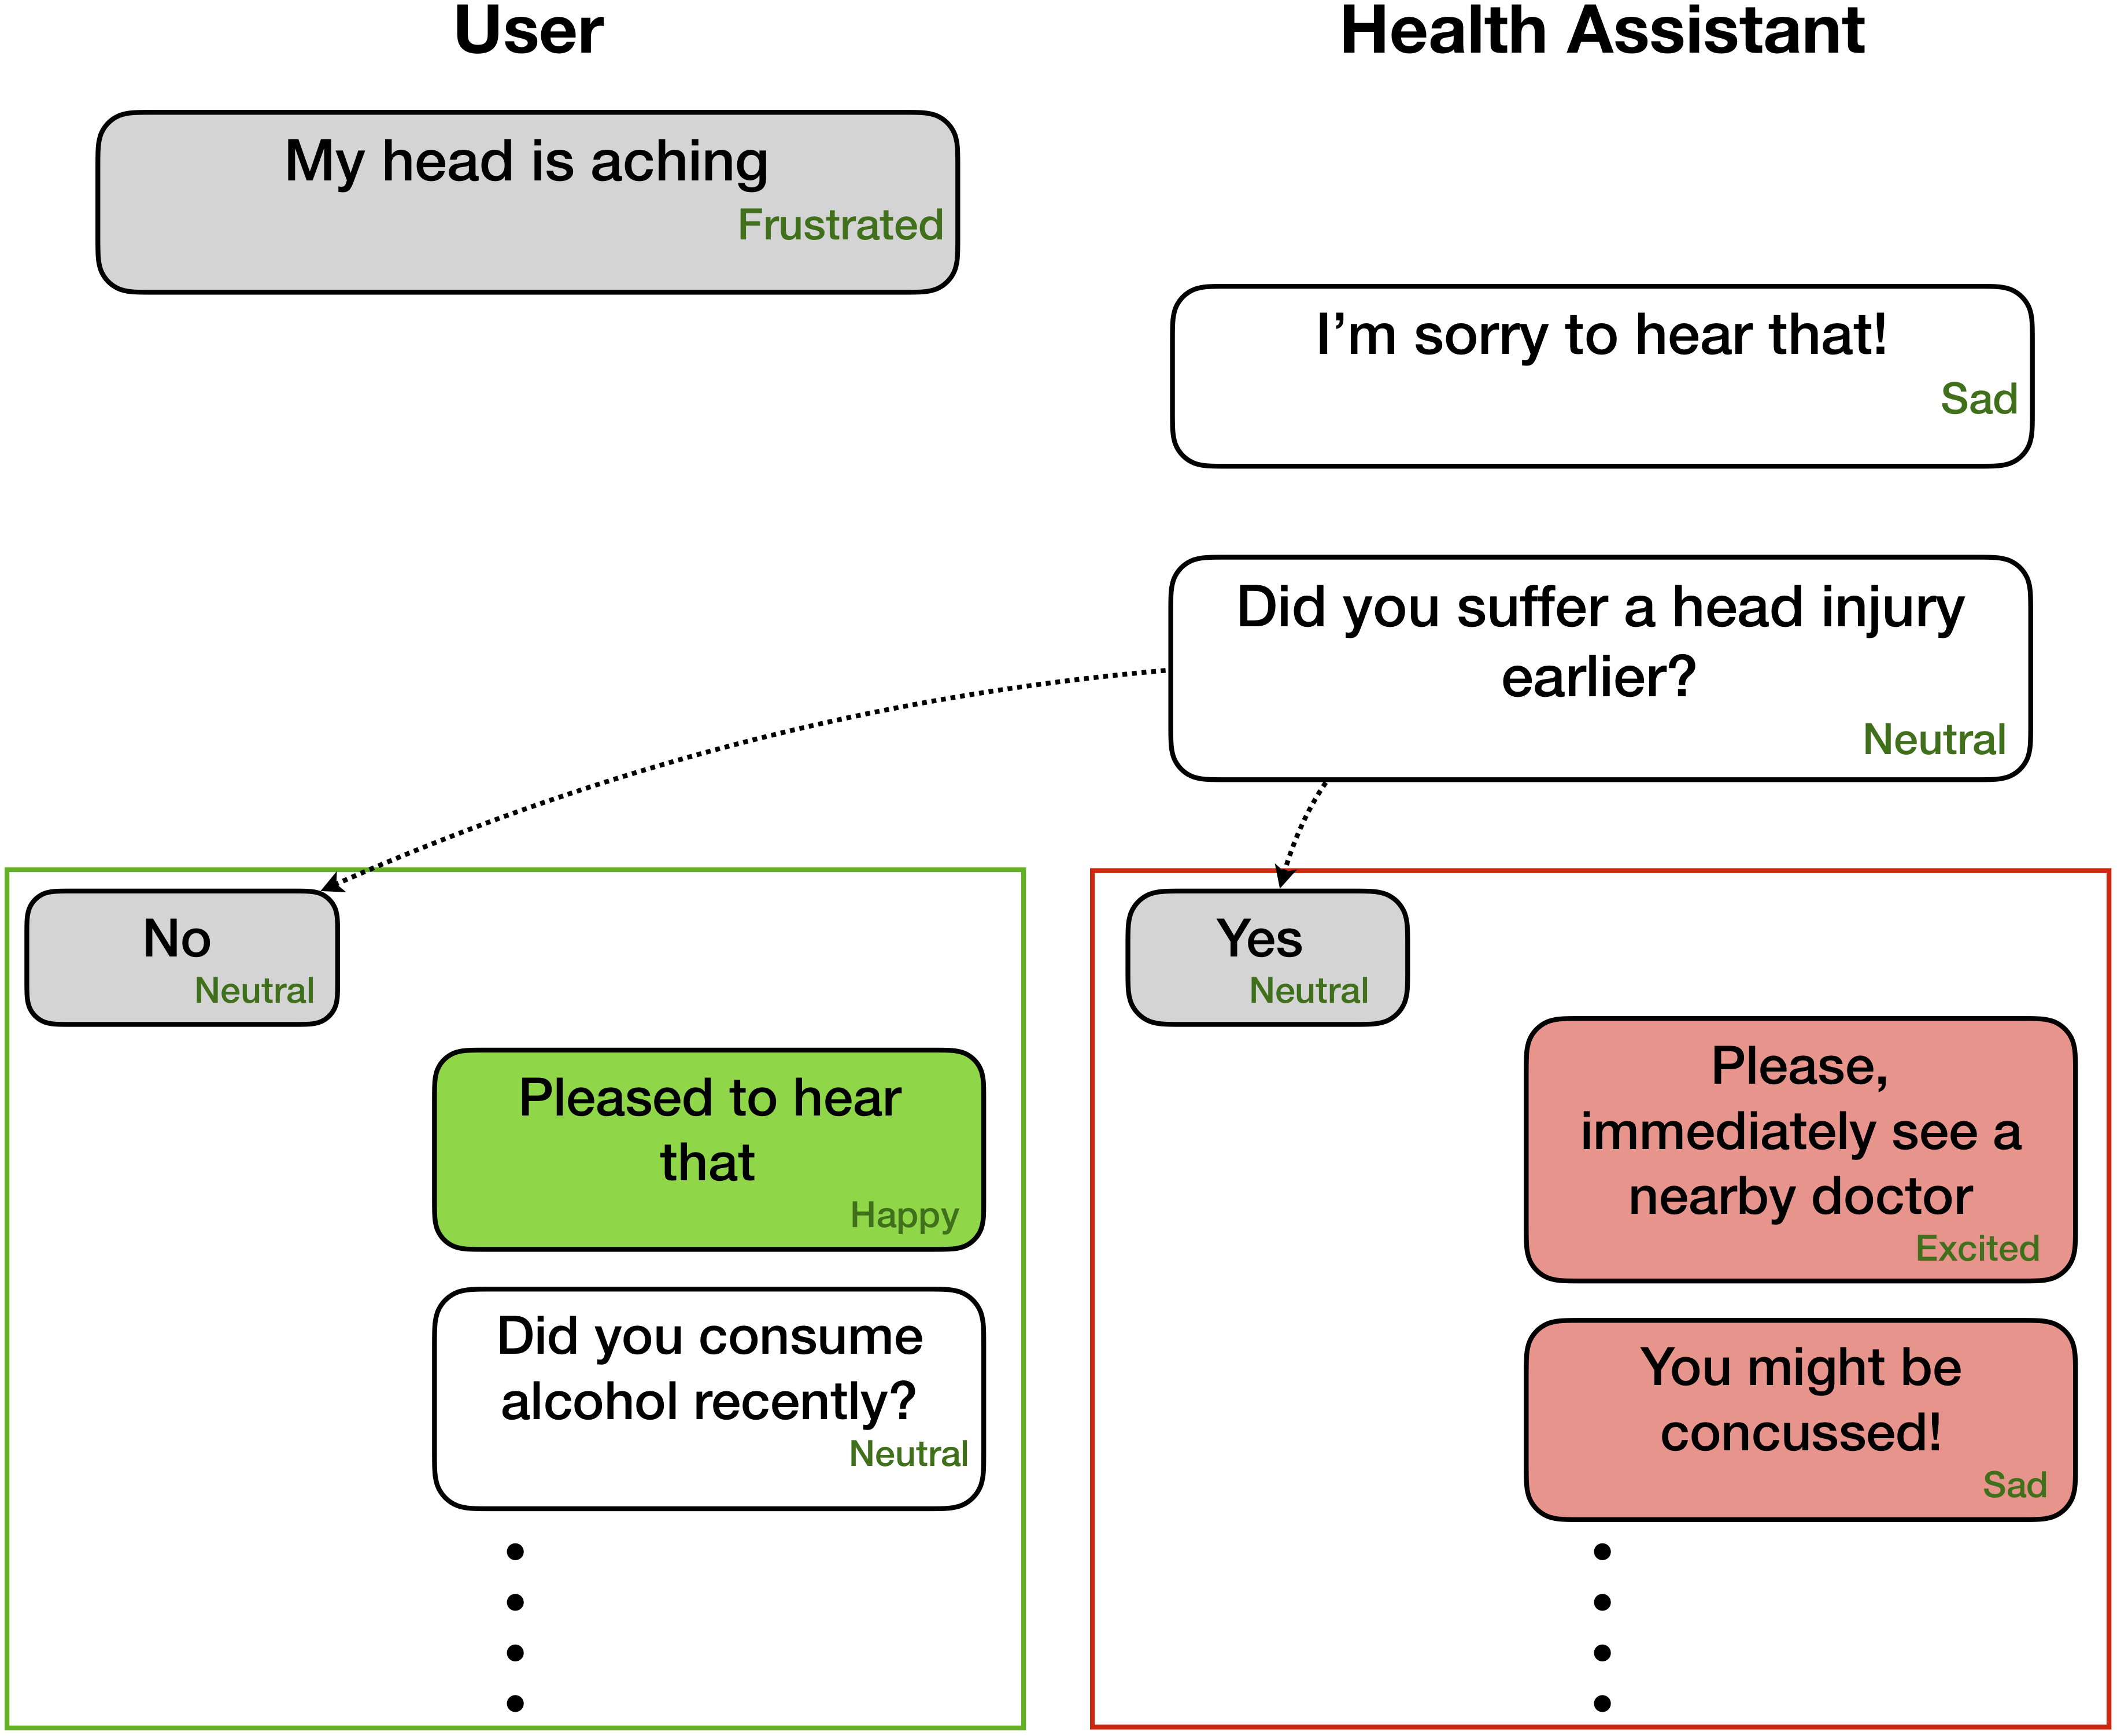 User
Health Assistant
My head is aching
Frustrated
I’m sorry to hear that!
Sad
Did you suffer a head injury
earlier?
Neutral
No
Neutral
Pleased to hear
that
Happy
Did you consume
alcohol recently?
Neutral
Yes
Neutral
Please,
immediately see a
nearby doctor
Excited
You might be
concussed!
Sad